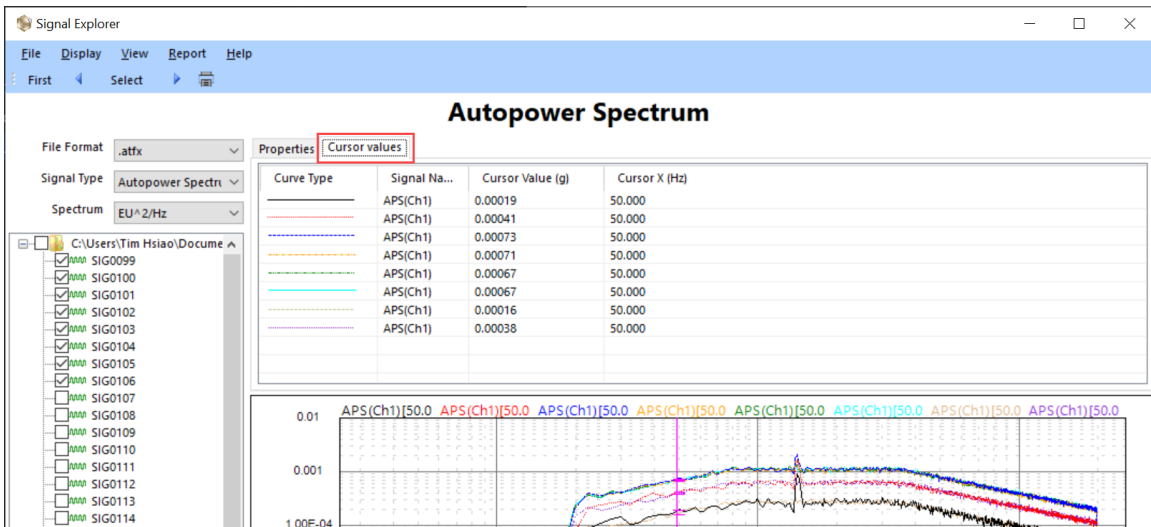 Signal Explorer
File Display View Report Help
First Select
Autopower Spectrum
File Format .atfx
Signal Type Autopower Spectru
Spectrum EU^2/Hz
C:\Users\Tim Hsiao\Docume
SIG0099
SIG0100
SIG0101
SIG0102
SIG0103
SIG0104
SIG0105
SIG0106
SIG0107
SIG0108
SIG0109
SIG0110
SIG0111
SIG0112
SIG0113
SIG0114
Properties Cursor values
Curve Type Signal Na... Cursor Value (g) Cursor X (Hz)
APS(Ch1) 0.00019 50.000
APS(Ch1) 0.00041 50.000
APS(Ch1) 0.00073 50.000
APS(Ch1) 0.00071 50.000
APS(Ch1) 0.00067 50.000
APS(Ch1) 0.00067 50.000
APS(Ch1) 0.00016 50.000
APS(Ch1) 0.00038 50.000
APS(Ch1)[50.0 APS(Ch1)[50.0 APS(Ch1)[50.0 APS(Ch1)[50.0 APS(Ch1)[50.0 APS(Ch1)[50.0 APS(Ch1)[50.0 APS(Ch1)[50.0
0.01
0.001
1.00E-04